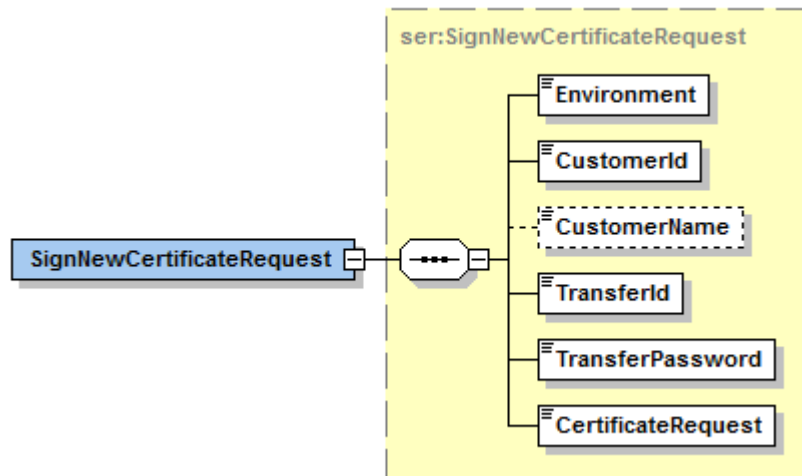 ser:SignNewCertificateRequest
Environment
CustomerId
CustomerName
SignNewCertificateRequest
TransferId
TransferPassword
CertificateRequest